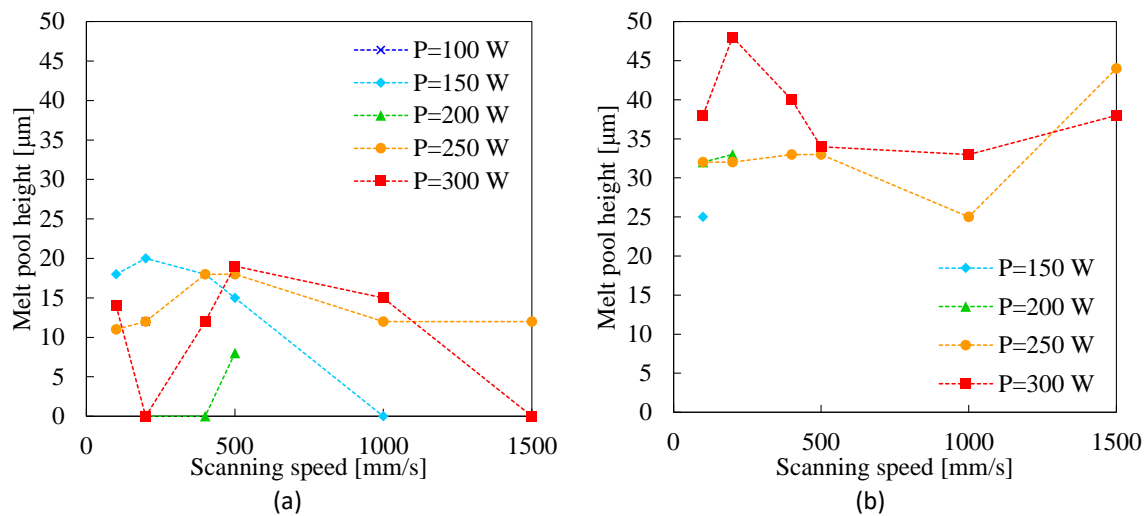 50
45
40
35
30
25
20
15
10
5
0
Melt pool height [µm]
P=100 W
P=150 W
P=200 W
P=250 W
P=300 W
0 500 1000 1500
Scanning speed [mm/s]
(a)
50
45
40
35
30
25
20
15
10
5
0
Melt pool height [µm]
P=150 W
P=200 W
P=250 W
P=300 W
0 500 1000 1500
Scanning speed [mm/s]
(b)